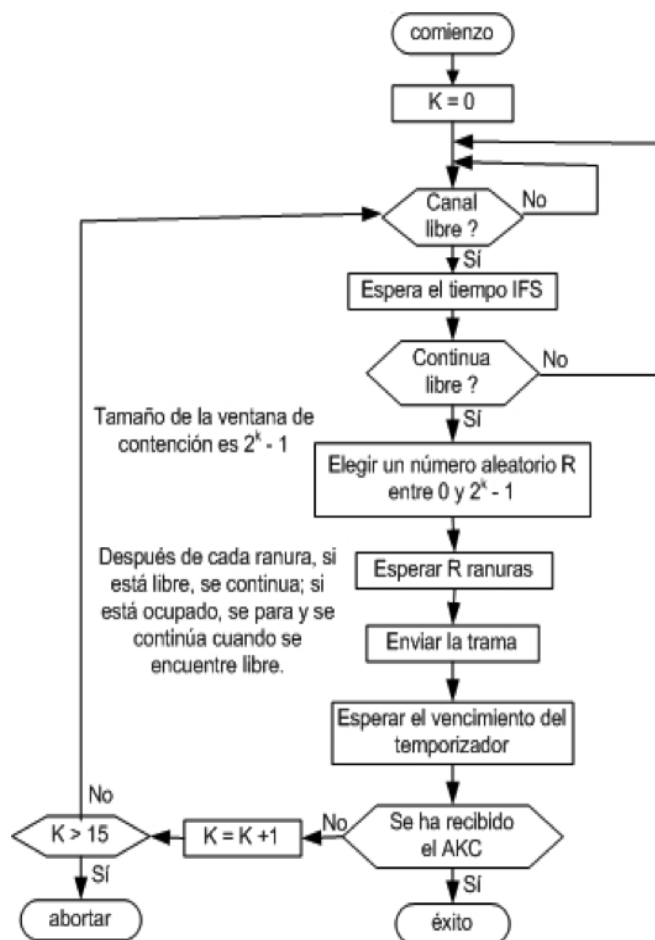 comienzo
K = 0
Canal
libre ?
No
Sí
Espera el tiempo IFS
Continua
libre ?
No
Sí
Tamaño de la ventana de
contención es 2^k - 1
Elegir un número aleatorio R
entre 0 y 2^k - 1
Después de cada ranura, si
está libre, se continua; si
está ocupado, se para y se
continúa cuando se
encuentre libre.
Esperar R ranuras
Enviar la trama
Esperar el vencimiento del
temporizador
Se ha recibido
el AKC
No
K = K +1
K > 15
No
Sí
abortar
Sí
éxito